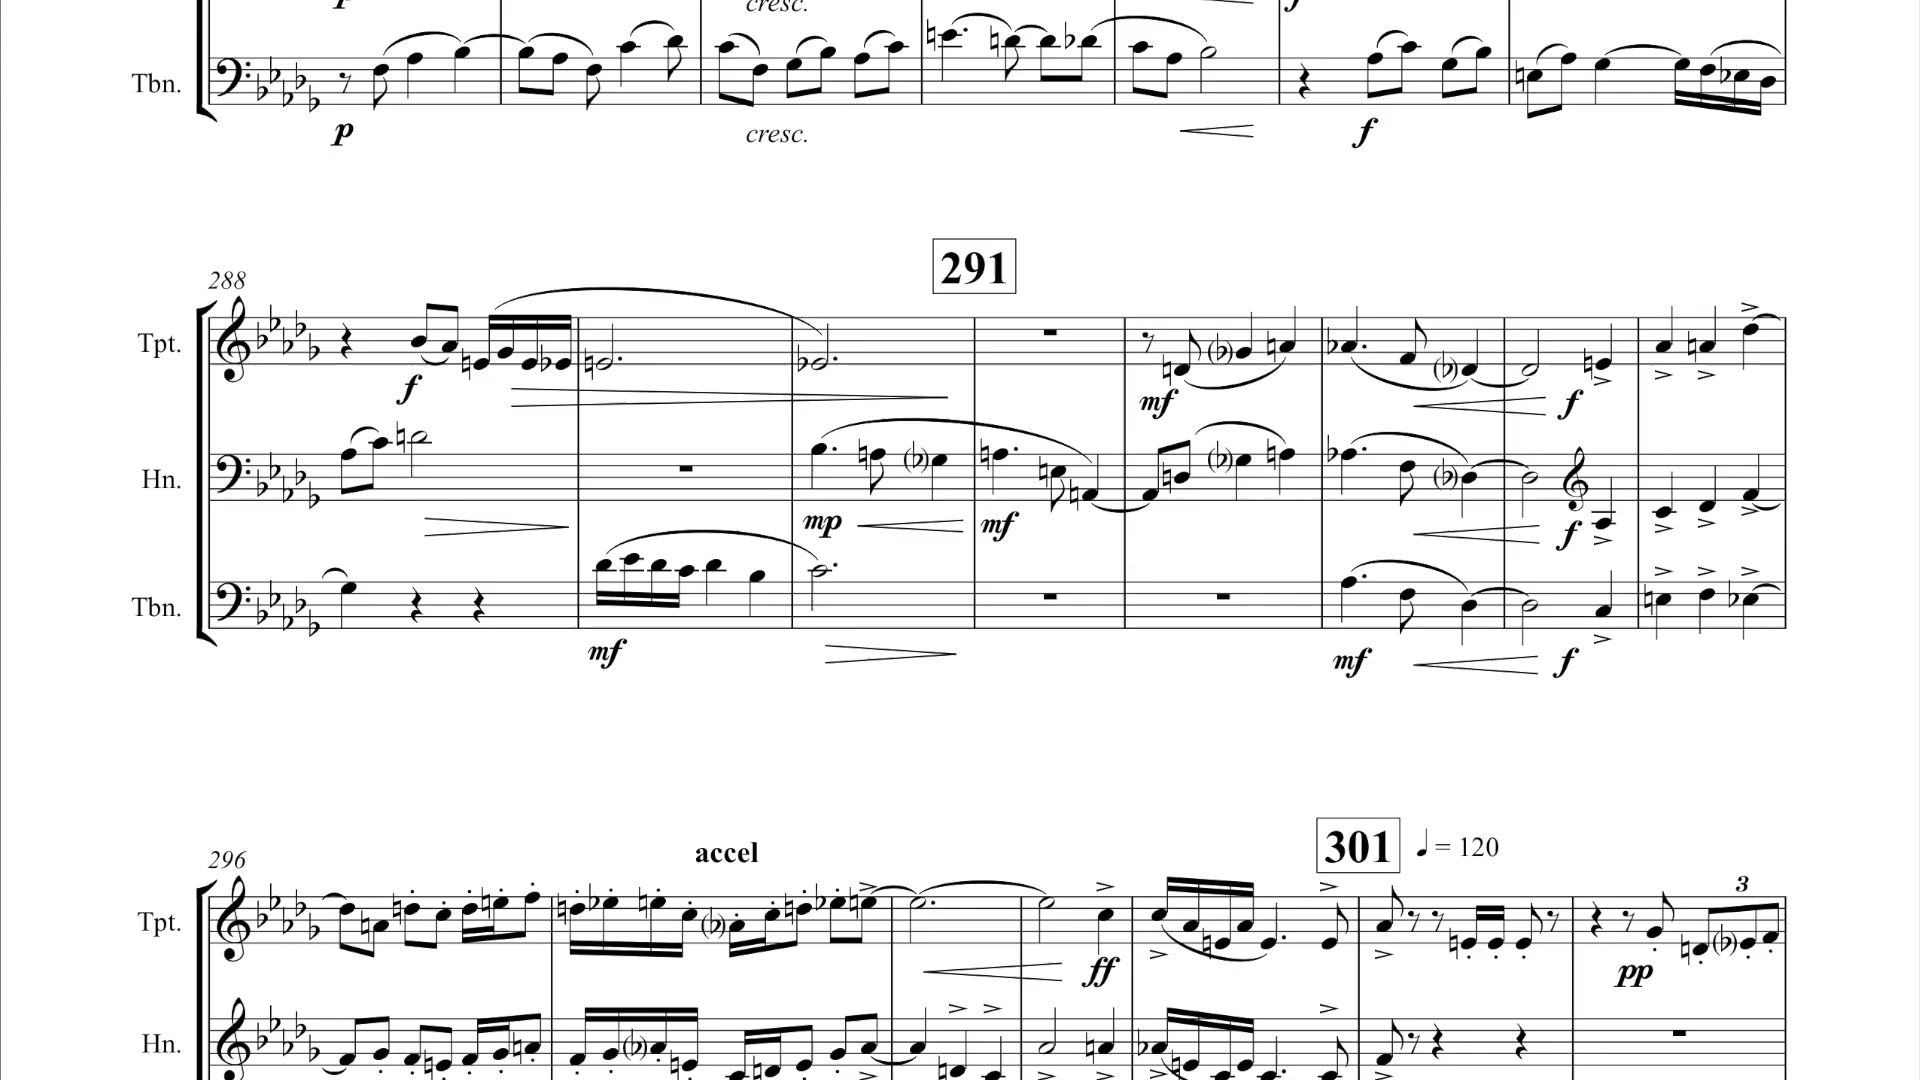 cresc.
Tbn.
p cresc. f
291
288
Tpt.
f mf f
Hn.
mp mf f
Tbn.
mf mf f
accel 301 = 120
296
3
Tpt.
ff pp
Hn.